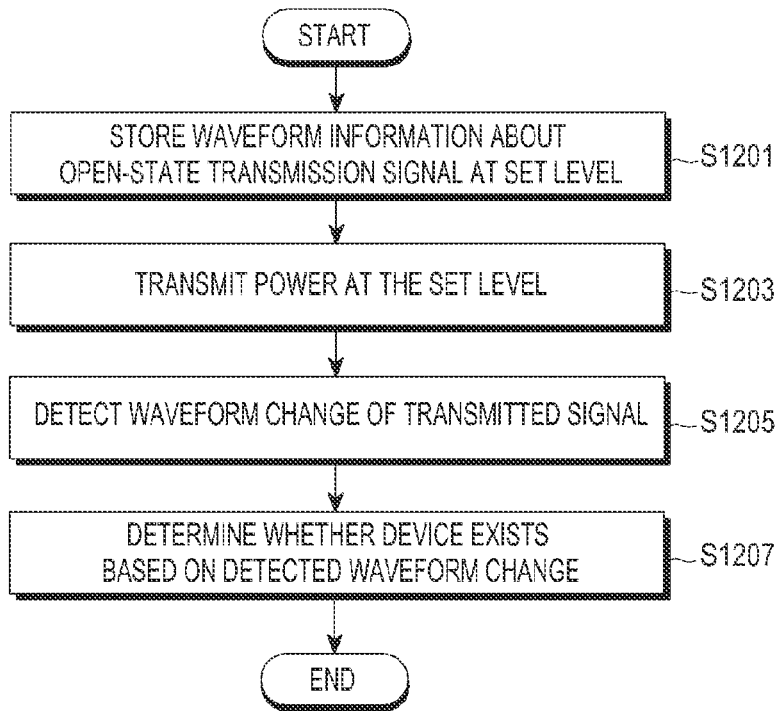 START
STORE WAVEFORM INFORMATION ABOUT
OPEN-STATE TRANSMISSION SIGNAL AT SET LEVEL
S1201
TRANSMIT POWER AT THE SET LEVEL
S1203
DETECT WAVEFORM CHANGE OF TRANSMITTED SIGNAL
S1205
DETERMINE WHETHER DEVICE EXISTS
BASED ON DETECTED WAVEFORM CHANGE
S1207
END